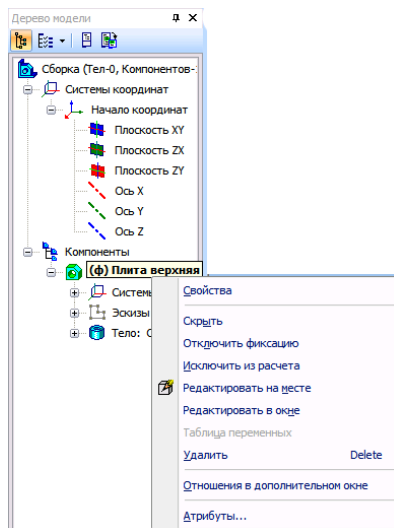 Дерево модели
Сборка (Тел-0, Компонентов-
Системы координат
Начало координат
Плоскость XY
Плоскость ZX
Плоскость ZY
Ось X
Ось Y
Ось Z
Компоненты
(ф) Плита верхняя
Систем
Эскизы
Тело: С
Свойства
Скрыть
Отключить фиксацию
Исключить из расчета
Редактировать на месте
Редактировать в окне
Таблица переменных
Удалить Delete
Отношения в дополнительном окне
Атрибуты...